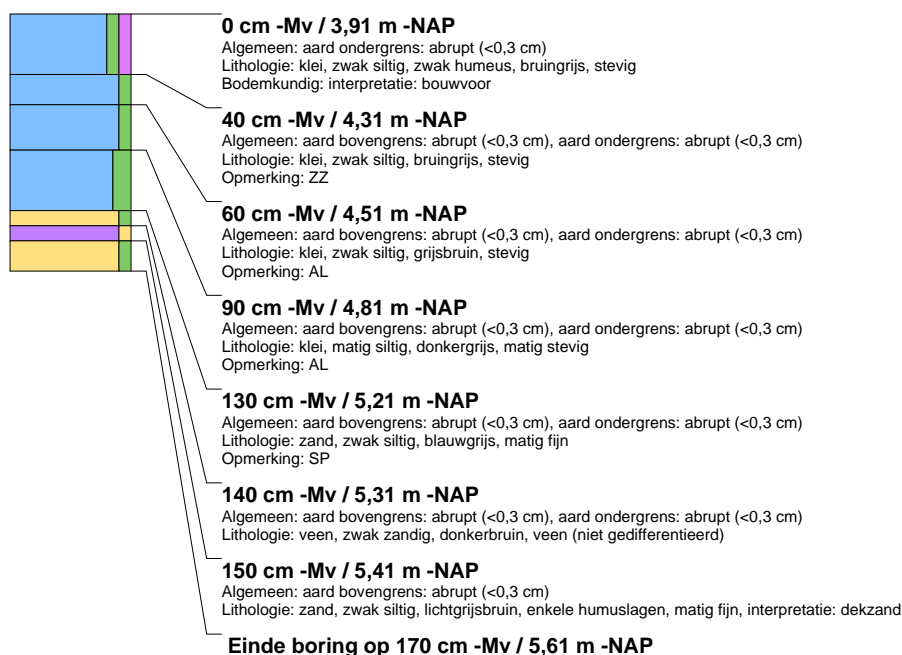 0 cm -Mv / 3,91 m -NAP
Algemeen: aard ondergrens: abrupt (<0,3 cm)
Lithologie: klei, zwak siltig, zwak humeus, bruingrijs, stevig
Bodemkundig: interpretatie: bouwvoor
40 cm -Mv / 4,31 m -NAP
Algemeen: aard bovengrens: abrupt (<0,3 cm), aard ondergrens: abrupt (<0,3 cm)
Lithologie: klei, zwak siltig, bruingrijs, stevig
Opmerking: ZZ
60 cm -Mv / 4,51 m -NAP
Algemeen: aard bovengrens: abrupt (<0,3 cm), aard ondergrens: abrupt (<0,3 cm)
Lithologie: klei, zwak siltig, grijsbruin, stevig
Opmerking: AL
90 cm -Mv / 4,81 m -NAP
Algemeen: aard bovengrens: abrupt (<0,3 cm), aard ondergrens: abrupt (<0,3 cm)
Lithologie: klei, matig siltig, donkergrijs, matig stevig
Opmerking: AL
130 cm -Mv / 5,21 m -NAP
Algemeen: aard bovengrens: abrupt (<0,3 cm), aard ondergrens: abrupt (<0,3 cm)
Lithologie: zand, zwak siltig, blauwgrijs, matig fijn
Opmerking: SP
140 cm -Mv / 5,31 m -NAP
Algemeen: aard bovengrens: abrupt (<0,3 cm), aard ondergrens: abrupt (<0,3 cm)
Lithologie: veen, zwak zandig, donkerbruin, veen (niet gedifferentieerd)
150 cm -Mv / 5,41 m -NAP
Algemeen: aard bovengrens: abrupt (<0,3 cm)
Lithologie: zand, zwak siltig, lichtgrijsbruin, enkele humuslagen, matig fijn, interpretatie: dekzand
Einde boring op 170 cm -Mv / 5,61 m -NAP